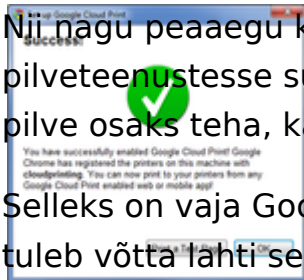 Nii nagu peaaegu k
Success!
pilveteenustesse su
pilve osaks teha, ka
You have successfully enabled Google Cloud Print! Google
Chrome has registered the printers on this machine with
cloudprinting. You can now print to your printers from any
Google Cloud Print enabled web or mobile app!
Selleks on vaja Goo
tuleb võtta lahti se